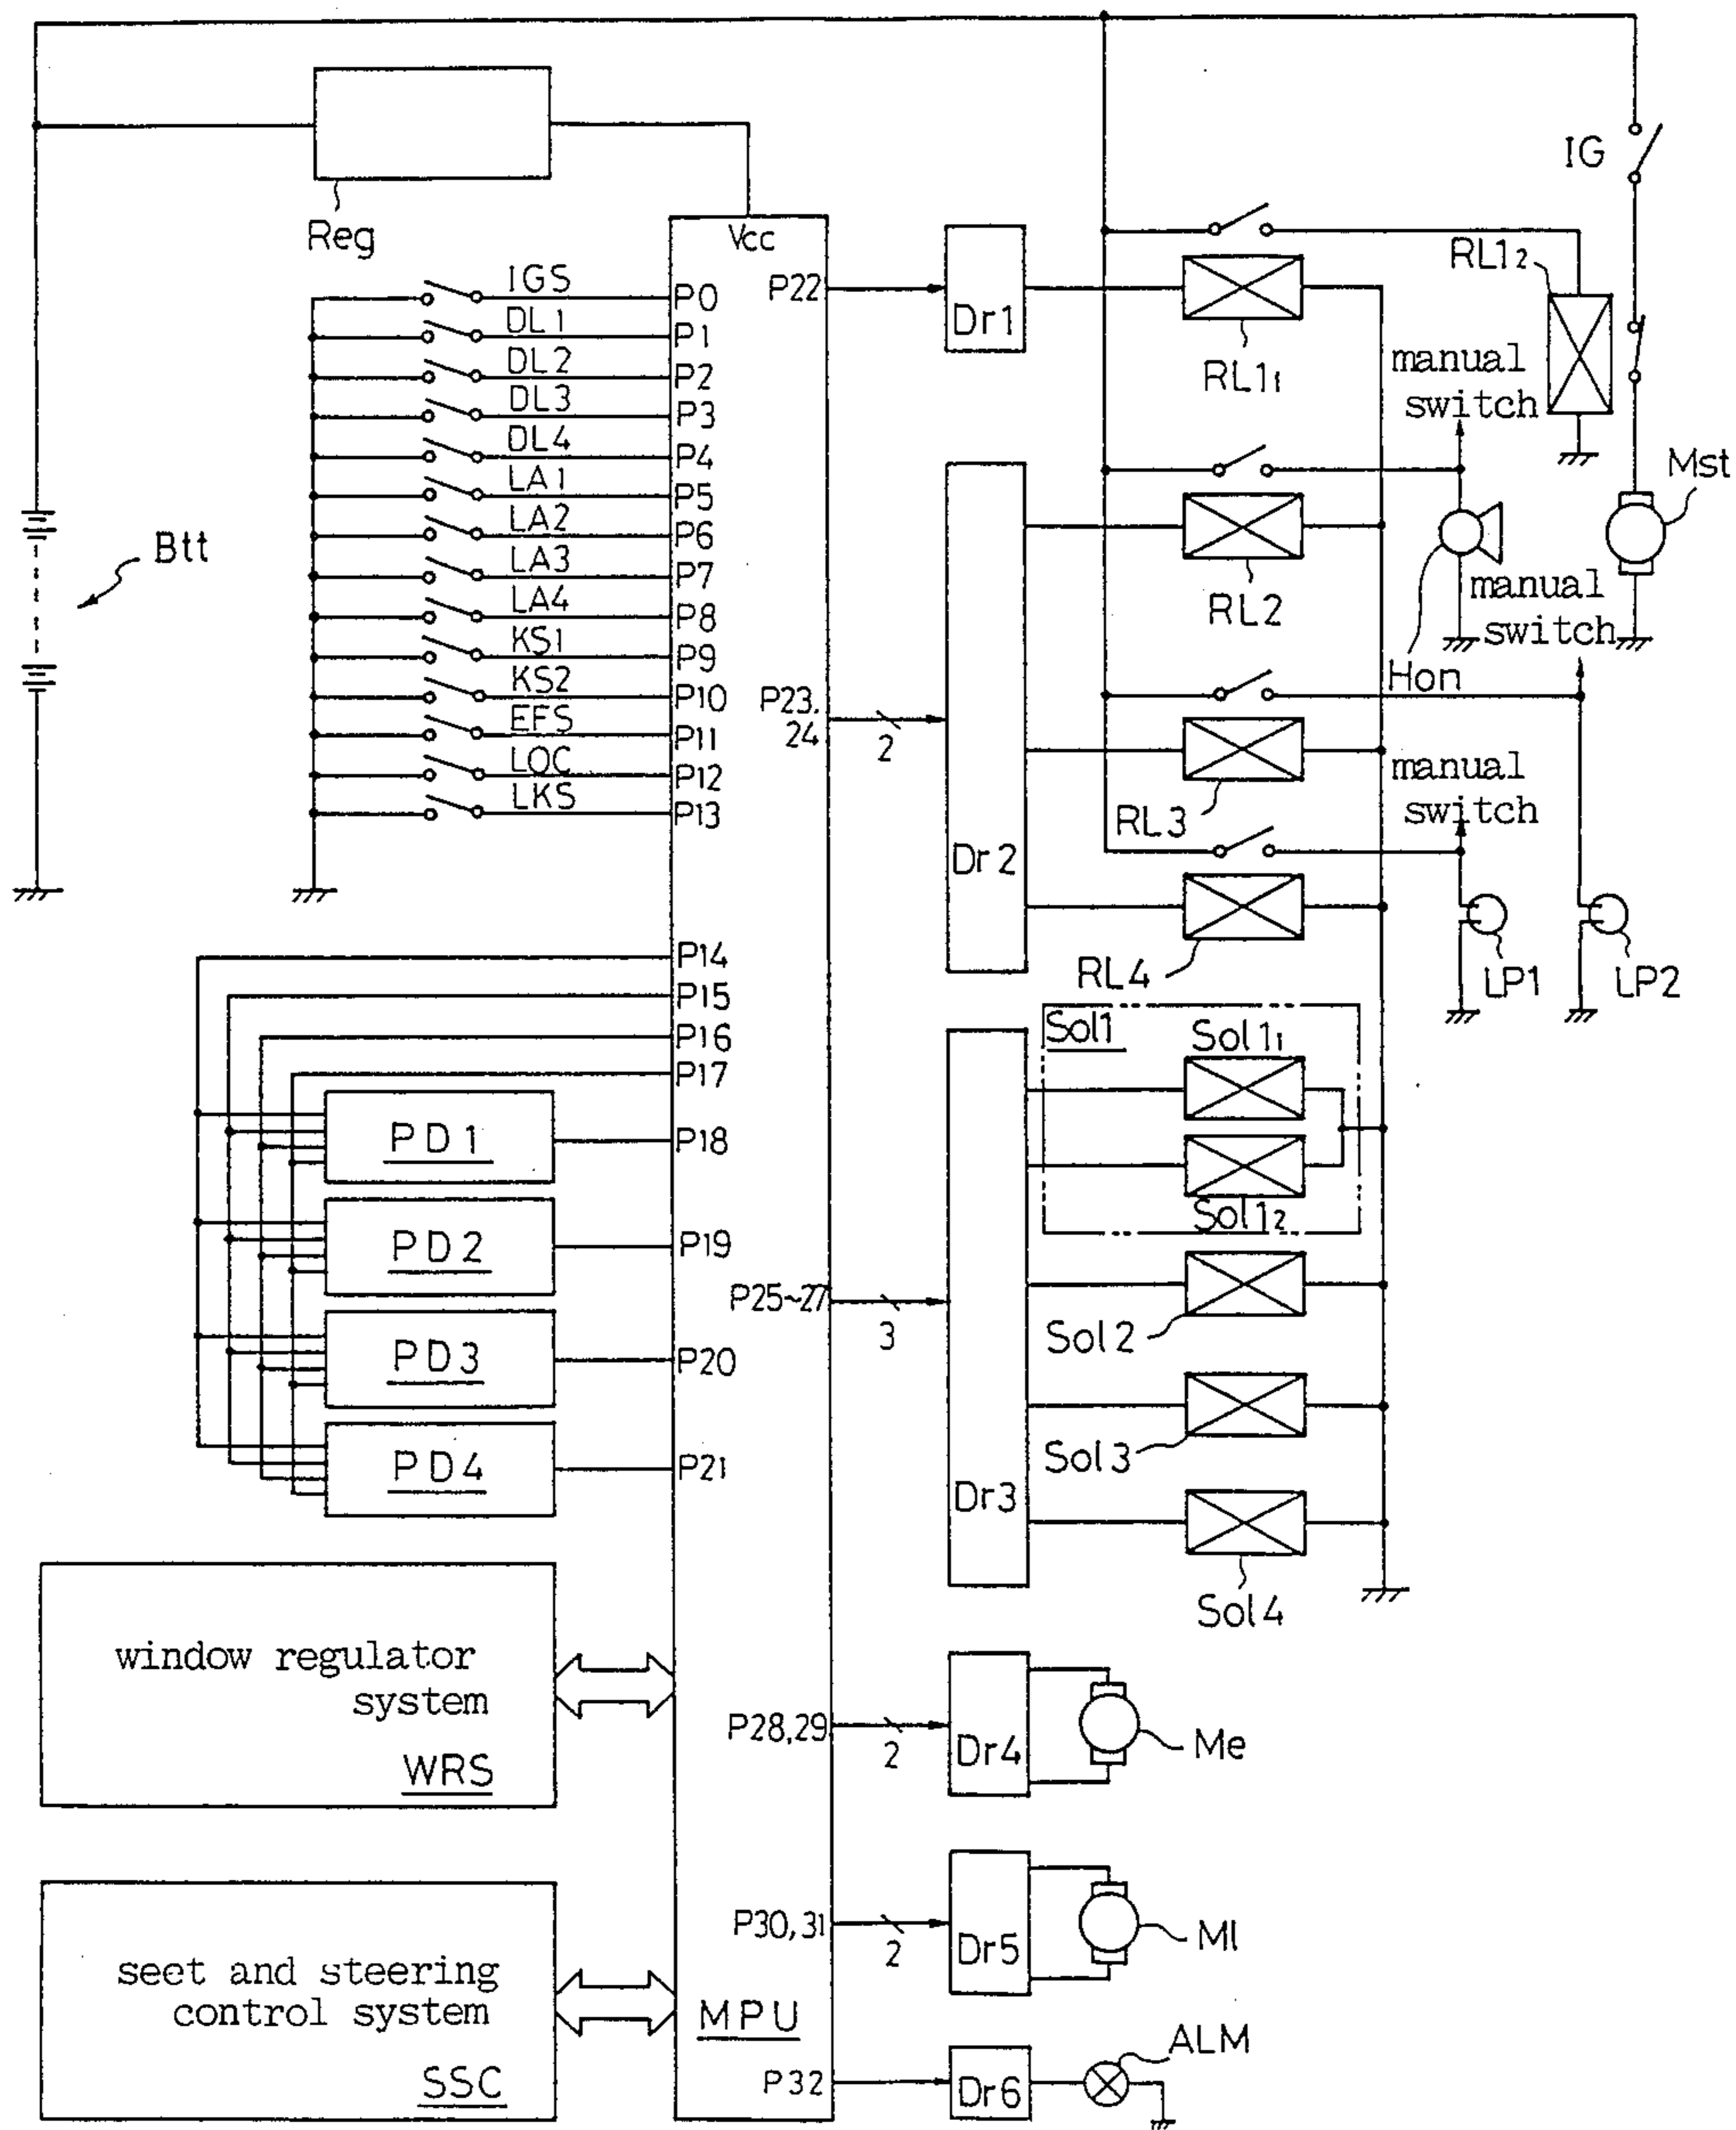 Reg
Vcc
IG
IGS
P0
DL1
P1
DL2
P2
DL3
P3
DL4
P4
LA1
P5
LA2
P6
LA3
P7
LA4
P8
KS1
P9
KS2
P10
EFS
P11
LOC
P12
LKS
P13
Btt
P22
Dr1
RL1₁
RL1₂
manual
switch
Mst
RL2
manual
switch
Hon
P23,
24
2
Dr2
RL3
manual
switch
RL4
LP1
LP2
P14
P15
P16
P17
PD1
P18
PD2
P19
PD3
P20
PD4
P21
Sol1
Sol1₁
Sol1₂
P25~27
3
Dr3
Sol2
Sol3
Sol4
window regulator
system
WRS
P28,29
2
Dr4
Me
seet and steering
control system
SSC
P30,31
2
Dr5
Ml
MPU
P32
Dr6
ALM